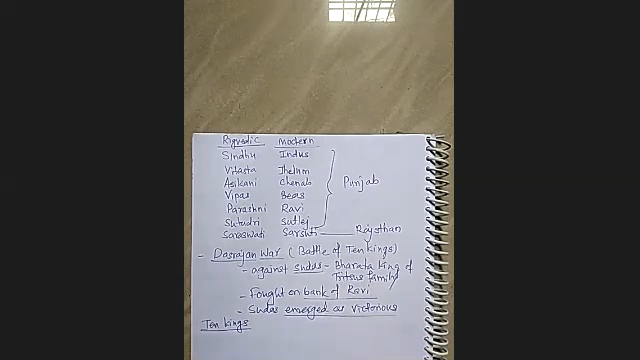 Rigvedic Modern
Sindhu Indus
Vitasta Jhelum
Asikani Chenab
Vipas Beas
Parashni Ravi
Sutudri Sutlej
Punjab
Saraswati Sarsuti Rajsthan
- Dasrajan War (Battle of Ten Kings)
- against Sudas - Bharata king of
Tritsus family
- Fought on bank of Ravi
- Sudas emerged as victorious
Ten kings